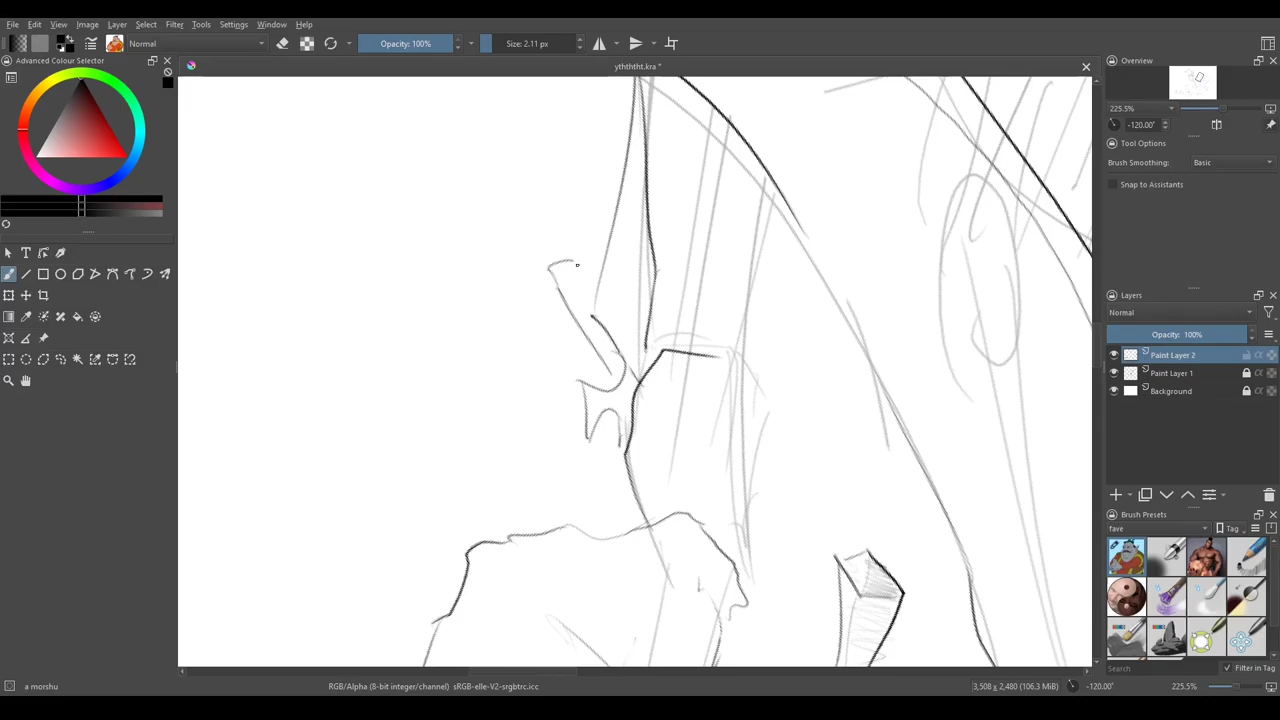 File Edit View Image Layer Select Filter Tools Settings Window Help
Normal Opacity: 100% Size: 2.11 px
Advanced Colour Selector
ythththt.kra *
Overview
225.5%
-120.00°
Tool Options
Brush Smoothing: Basic
Snap to Assistants
Layers
Normal
Opacity: 100%
Paint Layer 2
Paint Layer 1
Background
Brush Presets
fave Tag
Search Filter in Tag
a morshu RGB/Alpha (8-bit integer/channel) sRGB-elle-V2-srgbtrc.icc 3,508 x 2,480 (106.3 MiB) -120.00° 225.5%